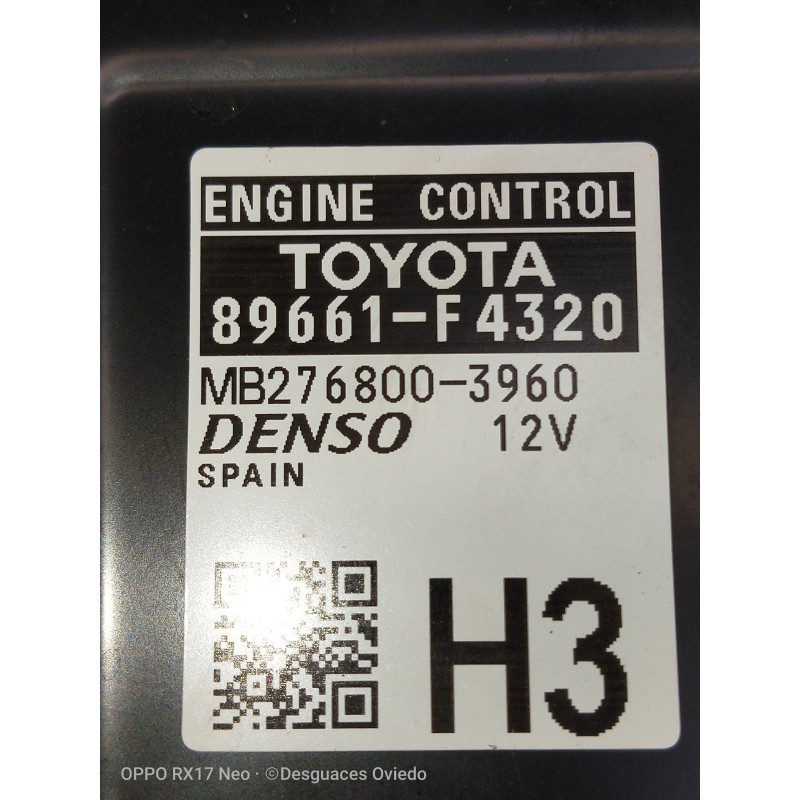 ENGINE CONTROL
TOYOTA
89661-F4320
MB276800-3960
DENSO 12V
SPAIN
H3
OPPO RX17 Neo · ©Desguaces Oviedo